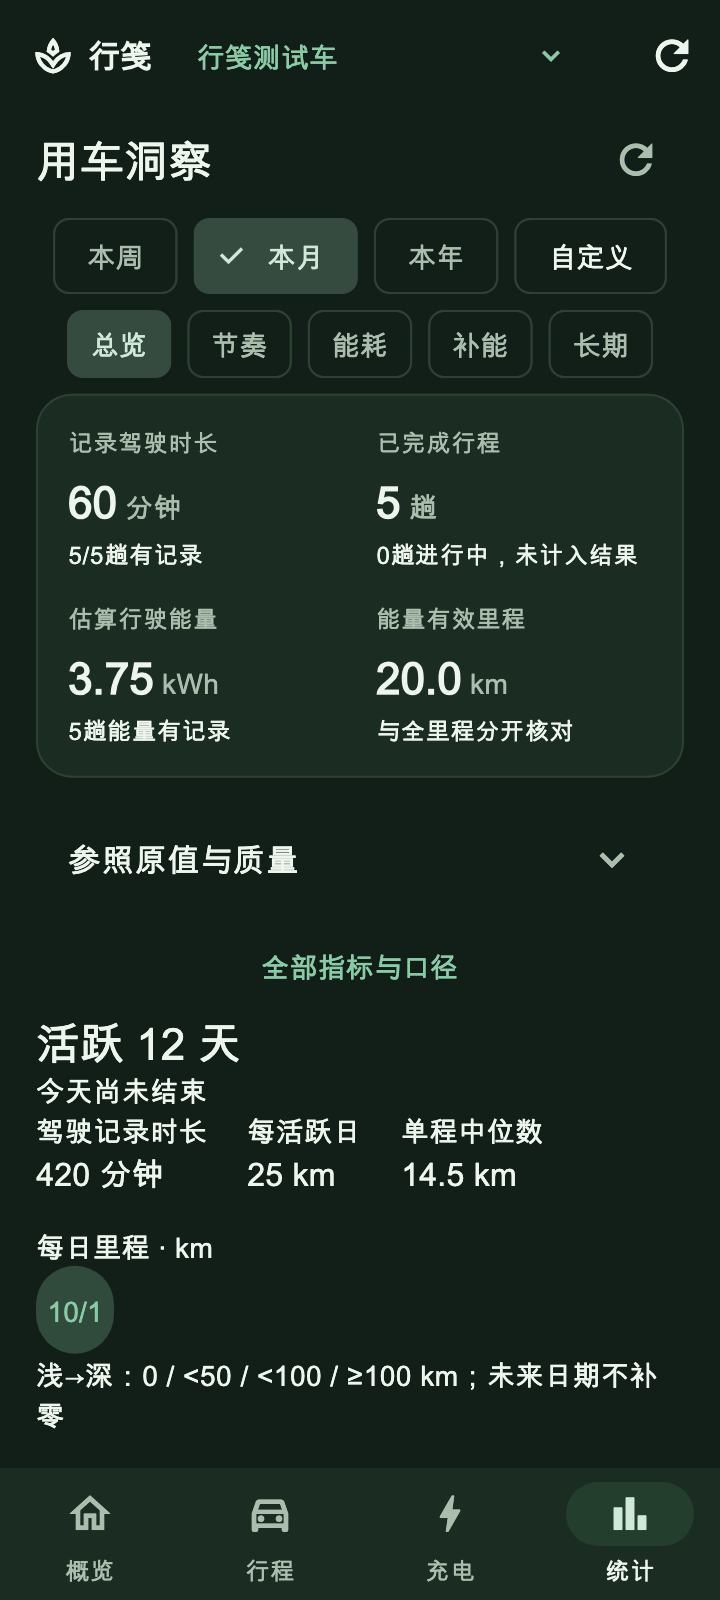 行笺 行笺测试车
用车洞察
本周 本月 本年 自定义
总览 节奏 能耗 补能 长期
记录驾驶时长 已完成行程
60 分钟 5 趟
5/5趟有记录 0趟进行中，未计入结果
估算行驶能量 能量有效里程
3.75 kWh 20.0 km
5趟能量有记录 与全里程分开核对
参照原值与质量
全部指标与口径
活跃 12 天
今天尚未结束
驾驶记录时长 每活跃日 单程中位数
420 分钟 25 km 14.5 km
每日里程 · km
10/1
浅→深：0 / <50 / <100 / ≥100 km；未来日期不补
零
概览 行程 充电 统计